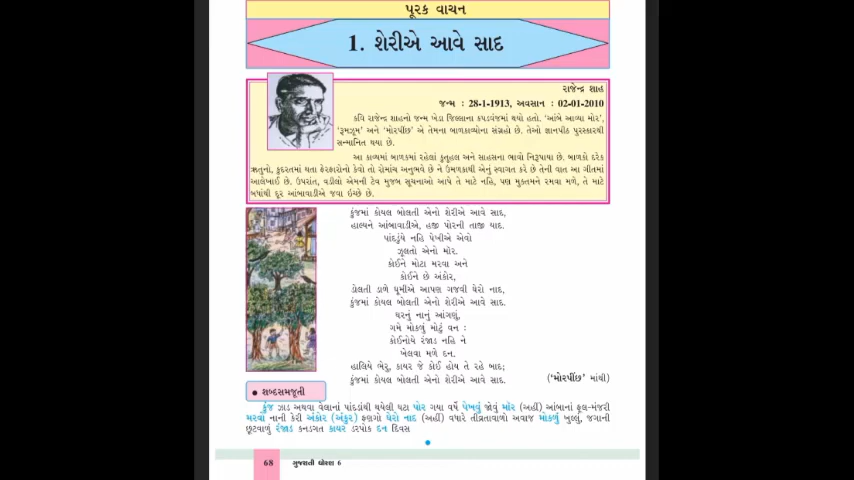 પૂરક વાચન
1. શેરીએ આવે સાદ
રાજેન્દ્ર શાહ
જન્મ : 28-1-1913, અવસાન : 02-01-2010
કવિ રાજેન્દ્ર શાહનો જન્મ ખેડા જિલ્લાના કપડવંજમાં થયો હતો. 'આંબે આવ્યા મોર',
'રૂમઝૂમ' અને 'મોરપીંછ' એ તેમના બાળકાવ્યોના સંગ્રહો છે. તેઓ જ્ઞાનપીઠ પુરસ્કારથી
સન્માનિત થયા છે.
આ કાવ્યમાં બાળકમાં રહેલાં કુતૂહલ અને સાહસના ભાવો નિરૂપાયા છે. બાળકો દરેક
ઋતુનો, કુદરતમાં થતા ફેરફારોનો કેવો તો રોમાંચ અનુભવે છે ને ઉમળકાથી એનું સ્વાગત કરે છે તેની વાત આ ગીતમાં
આલેખાઈ છે. ઉપરાંત, વડીલો એમની ટેવ મુજબ સૂચનાઓ આપે તે માટે નહિ, પણ મુક્તમને રમવા મળે, તે માટે
બધાંથી દૂર આંબાવાડીએ જવા ઇચ્છે છે.
કુંજમાં કોયલ બોલતી એનો શેરીએ આવે સાદ,
હાલ્યને આંબાવાડીએ, હજી પોરની તાજી યાદ.
પાંદડુંયે નહિ પેખીએ એવો
ઝૂલતો એનો મૉર.
કોઈને મોટા મરવા અને
કોઈને છે અંકોર,
ડોલતી ડાળે ઘૂમીએ આપણ ગજવી ઘેરો નાદ,
કુંજમાં કોયલ બોલતી એનો શેરીએ આવે સાદ.
ઘરનું નાનું આંગણું,
ગમે મોકળું મોટું વન :
કોઈનોયે રંજાડ નહિ ને
ખેલવા મળે દન.
હાલિયે ભેરુ, કાયર જે કોઈ હોય તે રહે બાદ;
કુંજમાં કોયલ બોલતી એનો શેરીએ આવે સાદ.
('મોરપીંછ' માંથી)
• શબ્દસમજૂતી
કુંજ ઝાડ અથવા વેલાનાં પાંદડાંથી થયેલી ઘટા પોર ગયા વર્ષે પેખવું જોવું મૉર (અહીં) આંબાનાં ફૂલ-મંજરી
મરવા નાની કેરી અંકોર (અંકુર) ફણગો ઘેરો નાદ (અહીં) વધારે તીવ્રતાવાળો અવાજ મોકળું ખુલ્લું, જગાની
છૂટવાળું રંજાડ કનડગત કાયર ડરપોક દન દિવસ
68
ગુજરાતી ધોરણ 6